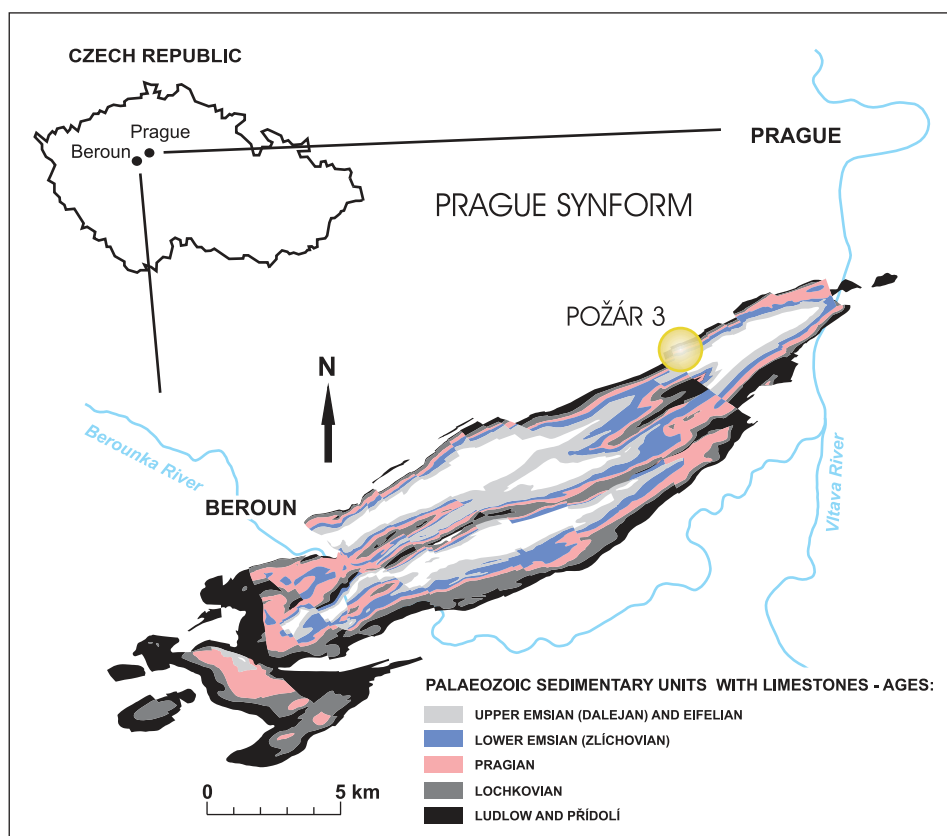 CZECH REPUBLIC
Prague
Beroun
PRAGUE
PRAGUE SYNFORM
POŽÁR 3
N
Berounka River
BEROUN
Vltava River
PALAEOZOIC SEDIMENTARY UNITS WITH LIMESTONES - AGES:
UPPER EMSIAN (DALEJAN) AND EIFELIAN
LOWER EMSIAN (ZLÍCHOVIAN)
PRAGIAN
LOCHKOVIAN
LUDLOW AND PŘÍDOLÍ
0 5 km